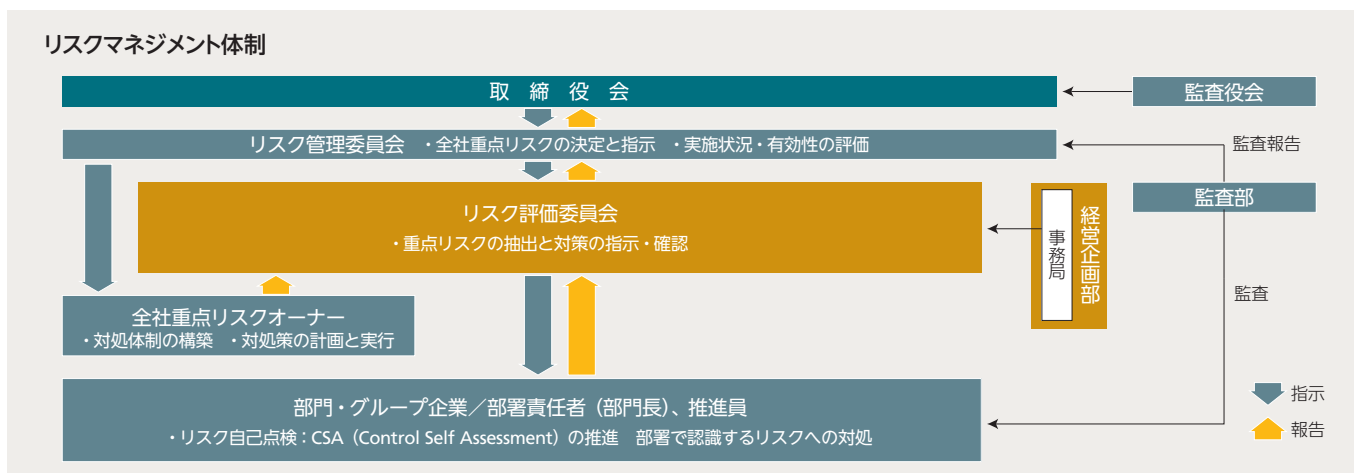 リスクマネジメント体制
取 締 役 会
監査役会
リスク管理委員会 ・全社重点リスクの決定と指示 ・実施状況・有効性の評価
監査報告
監査部
リスク評価委員会
・重点リスクの抽出と対策の指示・確認
経営企画部
事務局
監査
全社重点リスクオーナー
・対処体制の構築 ・対処策の計画と実行
部門・グループ企業／部署責任者（部門長）、推進員
・リスク自己点検：CSA（Control Self Assessment）の推進 部署で認識するリスクへの対処
指示
報告